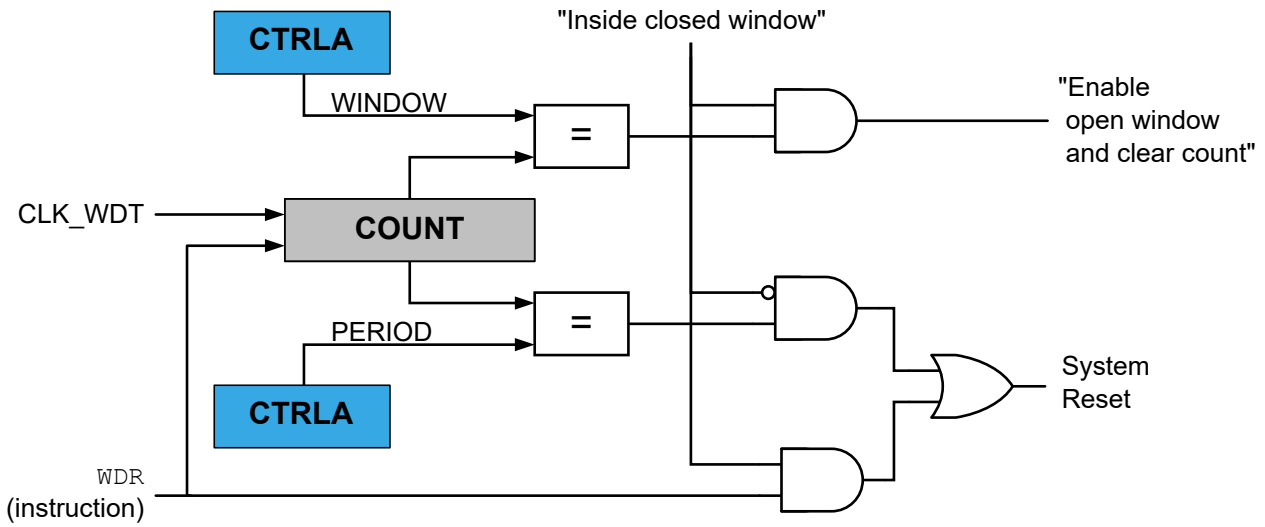 "Inside closed window"
CTRLA
WINDOW
=
"Enable
open window
and clear count"
CLK_WDT
COUNT
=
PERIOD
CTRLA
System
Reset
WDR
(instruction)